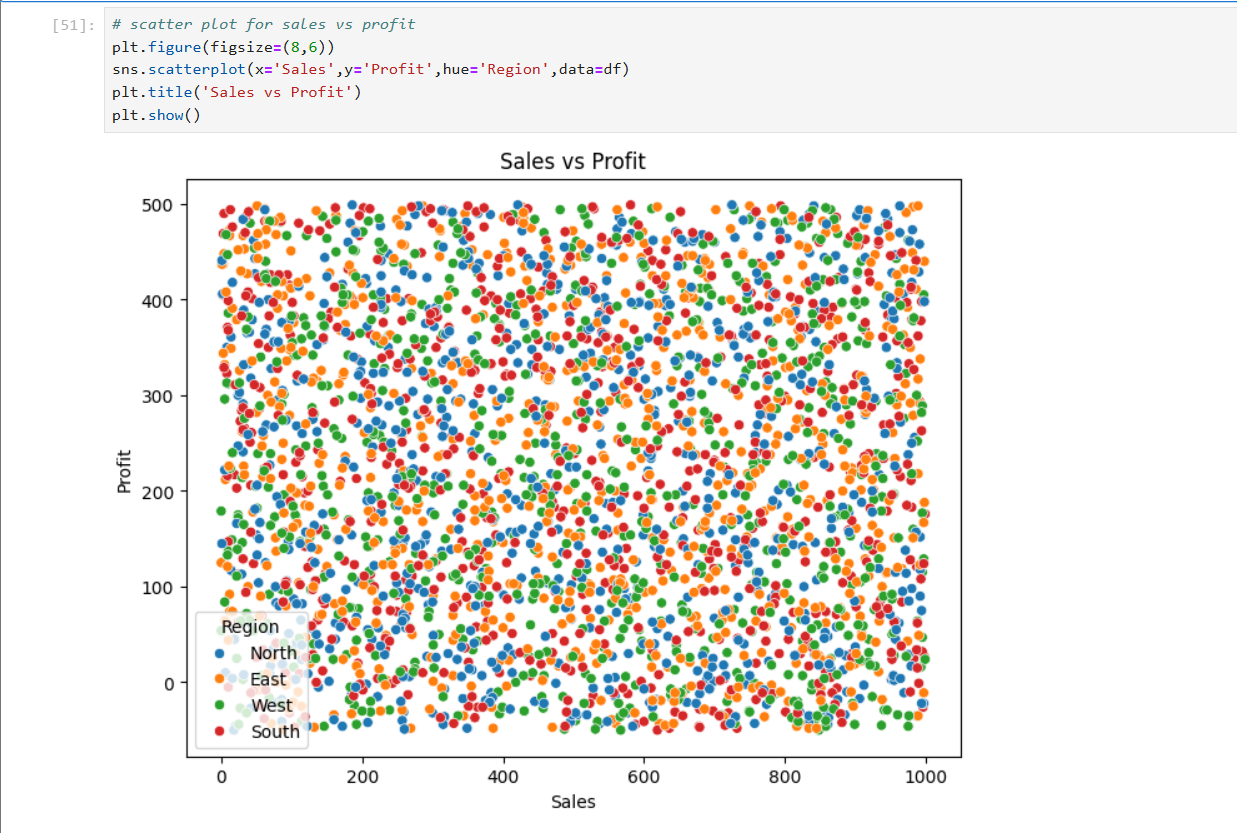 [51]:
# scatter plot for sales vs profit
plt.figure(figsize=(8,6))
sns.scatterplot(x='Sales',y='Profit',hue='Region',data=df)
plt.title('Sales vs Profit')
plt.show()
Sales vs Profit
500
400
300
200
100
0
Profit
Region
North
East
West
South
0
200
400
600
800
1000
Sales